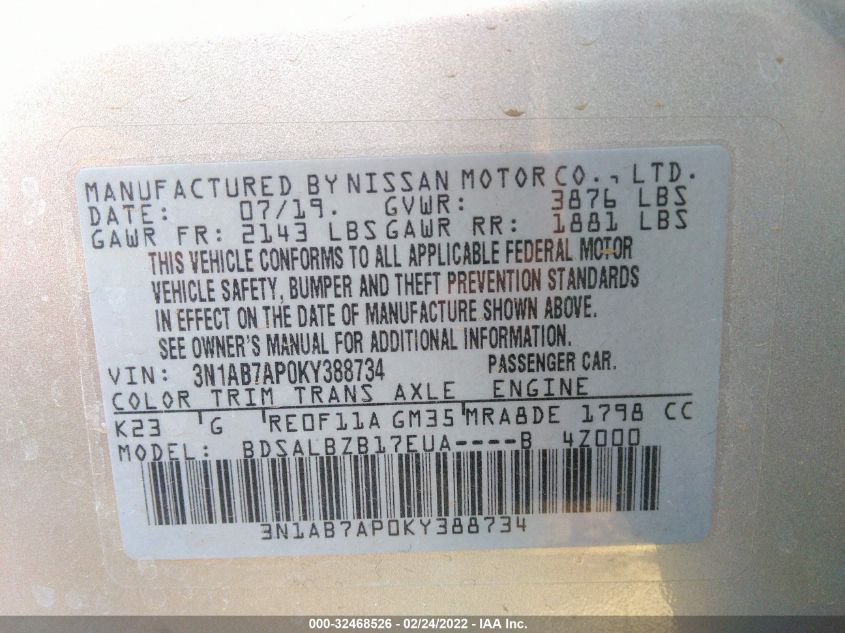 MANUFACTURED BY NISSAN MOTOR CO., LTD.
DATE: 07/19. GVWR: 3876 LBS
GAWR FR: 2143 LBS GAWR RR: 1881 LBS
THIS VEHICLE CONFORMS TO ALL APPLICABLE FEDERAL MOTOR
VEHICLE SAFETY, BUMPER AND THEFT PREVENTION STANDARDS
IN EFFECT ON THE DATE OF MANUFACTURE SHOWN ABOVE.
SEE OWNER'S MANUAL FOR ADDITIONAL INFORMATION.
VIN: 3N1AB7AP0KY388734 PASSENGER CAR.
COLOR TRIM TRANS AXLE ENGINE
K23 G RE0F11A GM35 MRA8DE 1798 CC
MODEL: BDSALBZB17EUA----B 4Z000
3N1AB7AP0KY388734
000-32468526 - 02/24/2022 - IAA Inc.